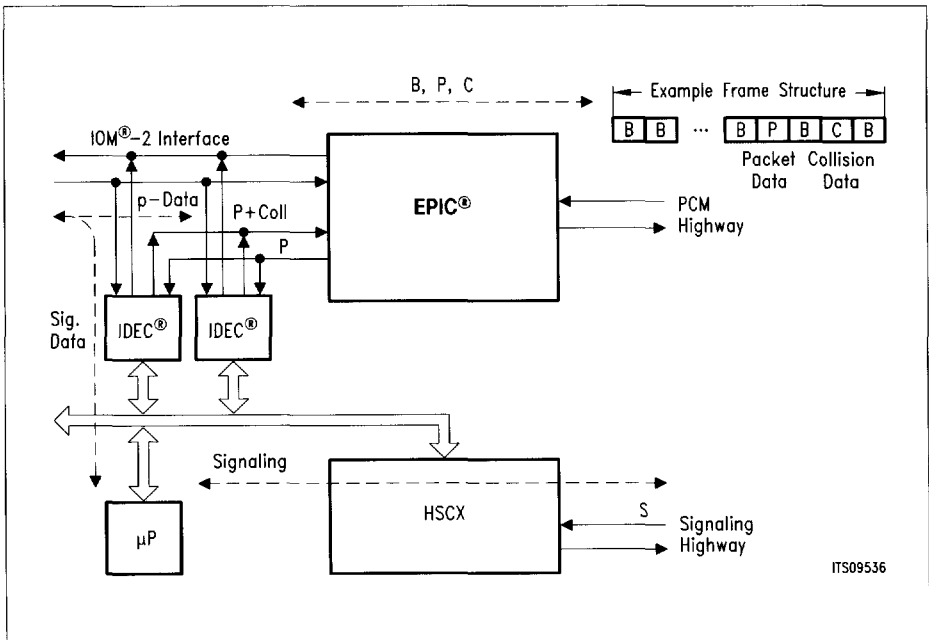 B, P, C
Example Frame Structure
B B ... B P B C B
Packet Collision
Data Data
IOM®-2 Interface
p-Data
P+Coll
P
EPIC®
PCM
Highway
Sig.
Data
IDEC®
IDEC®
Signaling
HSCX
S
Signaling
Highway
µP
ITS09536